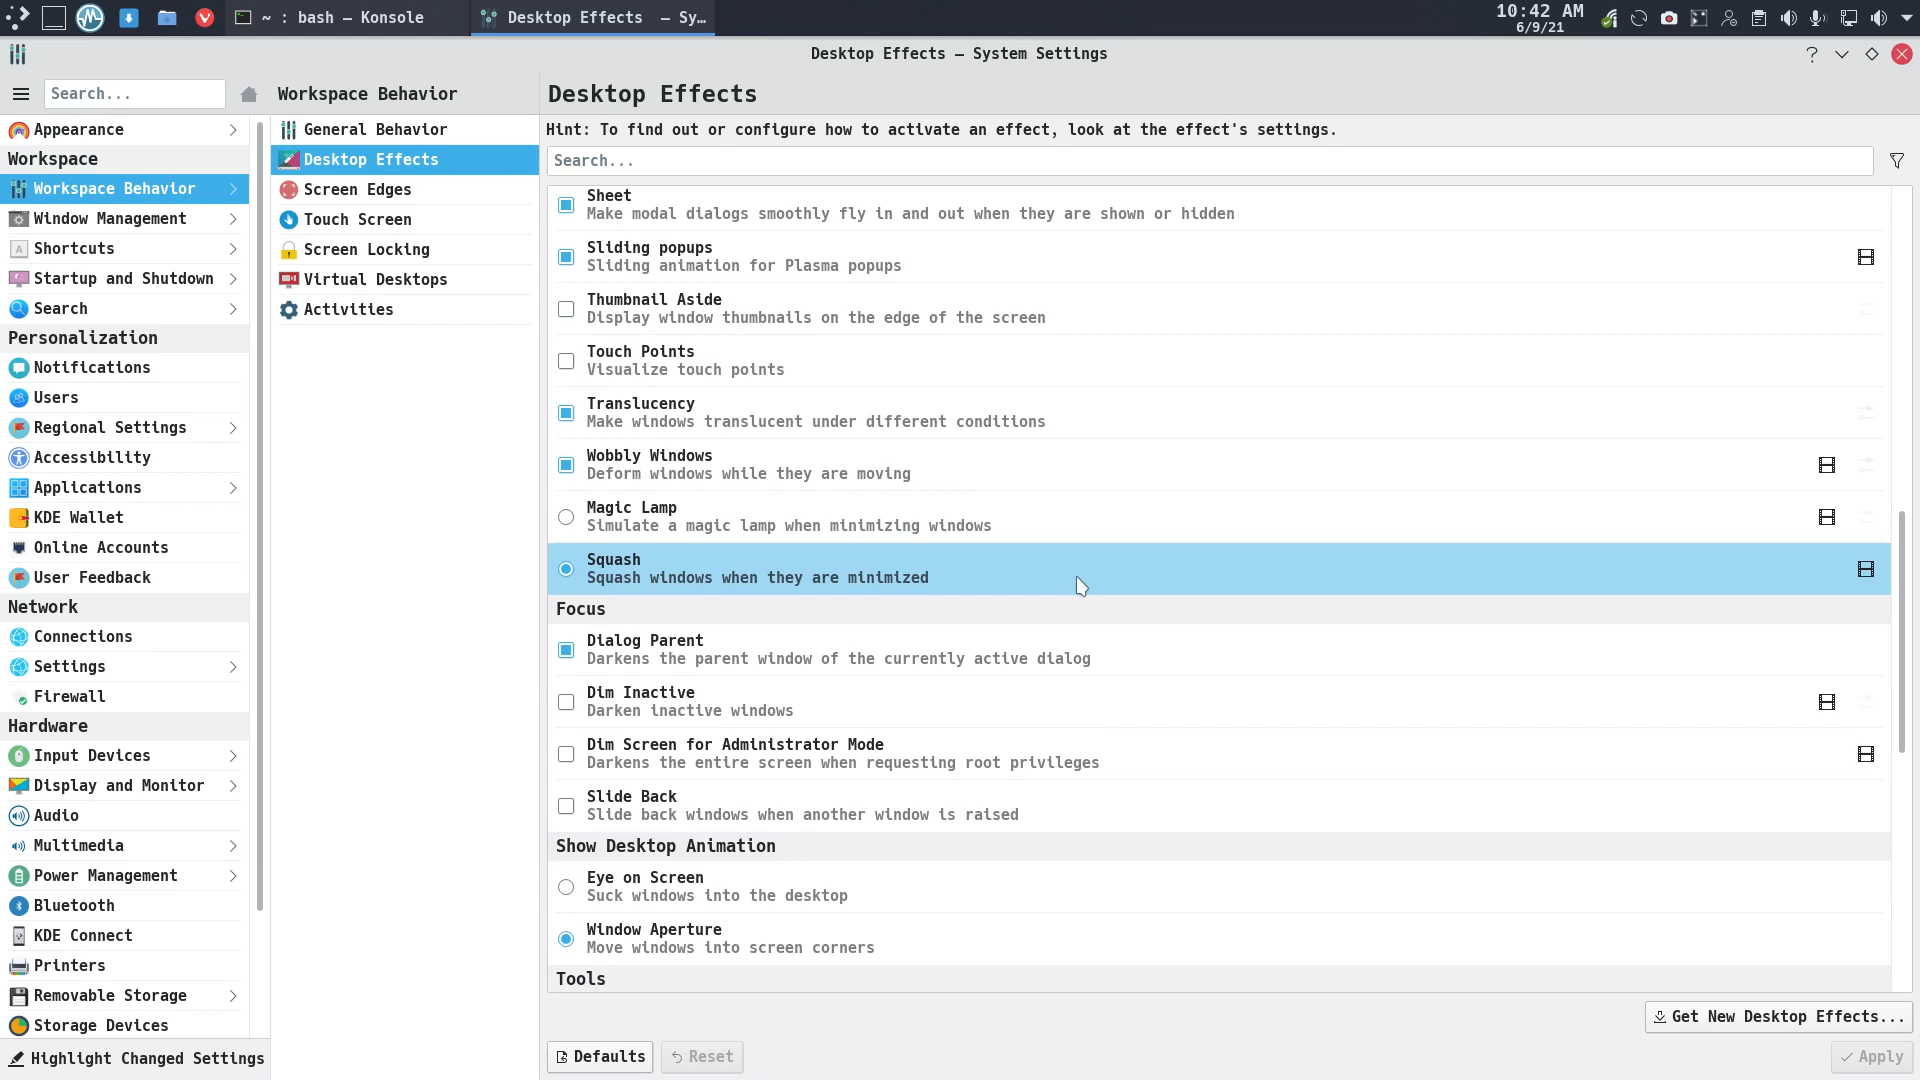 ~ : bash — Konsole
Desktop Effects — Sy…
10:42 AM
6/9/21
Desktop Effects — System Settings
Search...
Workspace Behavior
Desktop Effects
Appearance
Workspace
Workspace Behavior
Window Management
Shortcuts
Startup and Shutdown
Search
Personalization
Notifications
Users
Regional Settings
Accessibility
Applications
KDE Wallet
Online Accounts
User Feedback
Network
Connections
Settings
Firewall
Hardware
Input Devices
Display and Monitor
Audio
Multimedia
Power Management
Bluetooth
KDE Connect
Printers
Removable Storage
Storage Devices
Highlight Changed Settings
General Behavior
Desktop Effects
Screen Edges
Touch Screen
Screen Locking
Virtual Desktops
Activities
Hint: To find out or configure how to activate an effect, look at the effect's settings.
Search...
Sheet
Make modal dialogs smoothly fly in and out when they are shown or hidden
Sliding popups
Sliding animation for Plasma popups
Thumbnail Aside
Display window thumbnails on the edge of the screen
Touch Points
Visualize touch points
Translucency
Make windows translucent under different conditions
Wobbly Windows
Deform windows while they are moving
Magic Lamp
Simulate a magic lamp when minimizing windows
Squash
Squash windows when they are minimized
Focus
Dialog Parent
Darkens the parent window of the currently active dialog
Dim Inactive
Darken inactive windows
Dim Screen for Administrator Mode
Darkens the entire screen when requesting root privileges
Slide Back
Slide back windows when another window is raised
Show Desktop Animation
Eye on Screen
Suck windows into the desktop
Window Aperture
Move windows into screen corners
Tools
Get New Desktop Effects...
Defaults
Reset
Apply